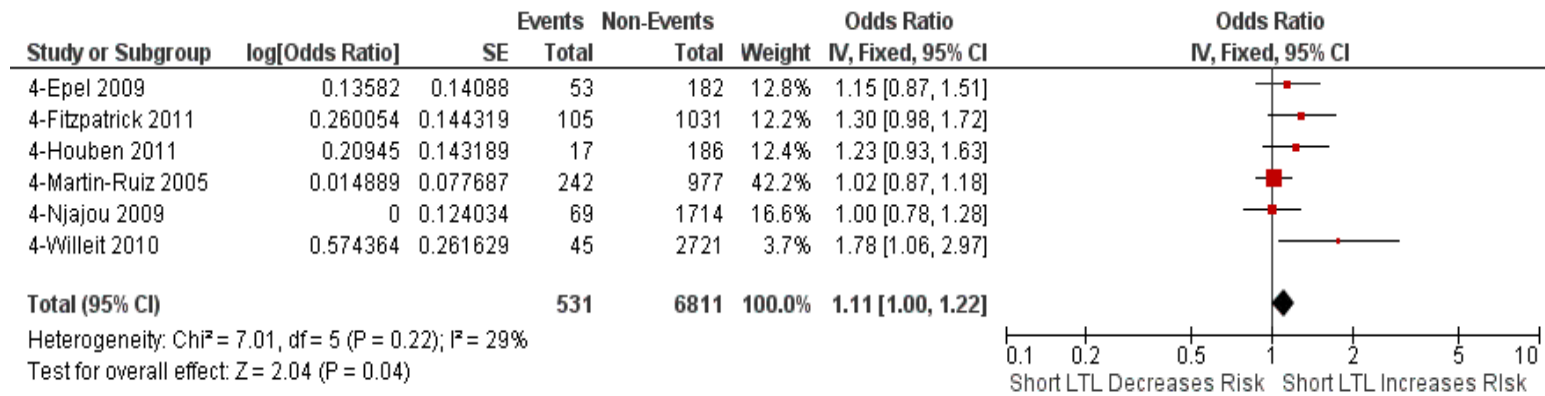 Events Non-Events Odds Ratio Odds Ratio
Study or Subgroup log[Odds Ratio] SE Total Total Weight IV, Fixed, 95% CI IV, Fixed, 95% CI
4-Epel 2009 0.13582 0.14088 53 182 12.8% 1.15 [0.87, 1.51]
4-Fitzpatrick 2011 0.260054 0.144319 105 1031 12.2% 1.30 [0.98, 1.72]
4-Houben 2011 0.20945 0.143189 17 186 12.4% 1.23 [0.93, 1.63]
4-Martin-Ruiz 2005 0.014889 0.077687 242 977 42.2% 1.02 [0.87, 1.18]
4-Njajou 2009 0 0.124034 69 1714 16.6% 1.00 [0.78, 1.28]
4-Willeit 2010 0.574364 0.261629 45 2721 3.7% 1.78 [1.06, 2.97]
Total (95% CI) 531 6811 100.0% 1.11 [1.00, 1.22]
Heterogeneity: Chi² = 7.01, df = 5 (P = 0.22); I² = 29%
Test for overall effect: Z = 2.04 (P = 0.04)
0.1 0.2 0.5 1 2 5 10
Short LTL Decreases Risk Short LTL Increases RIsk